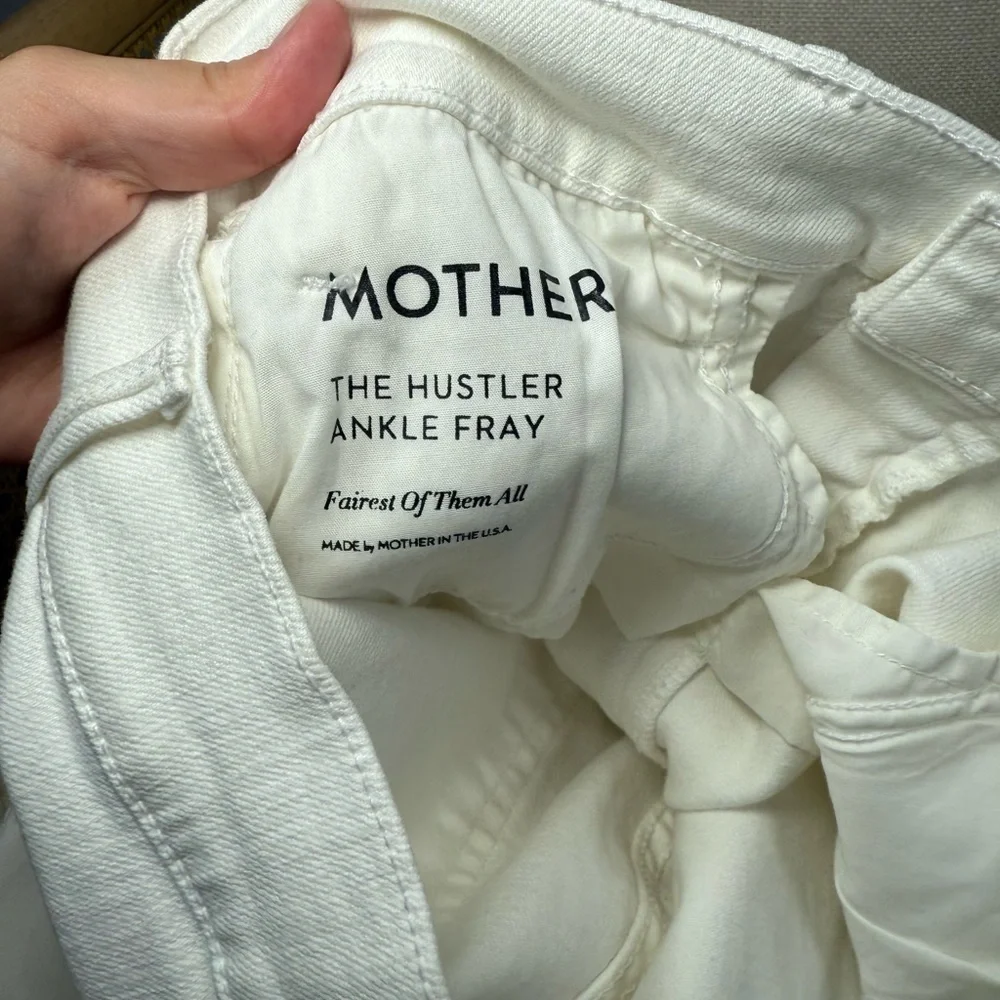 MOTHER
THE HUSTLER
ANKLE FRAY
Fairest Of Them All
MADE by MOTHER IN THE U.S.A.